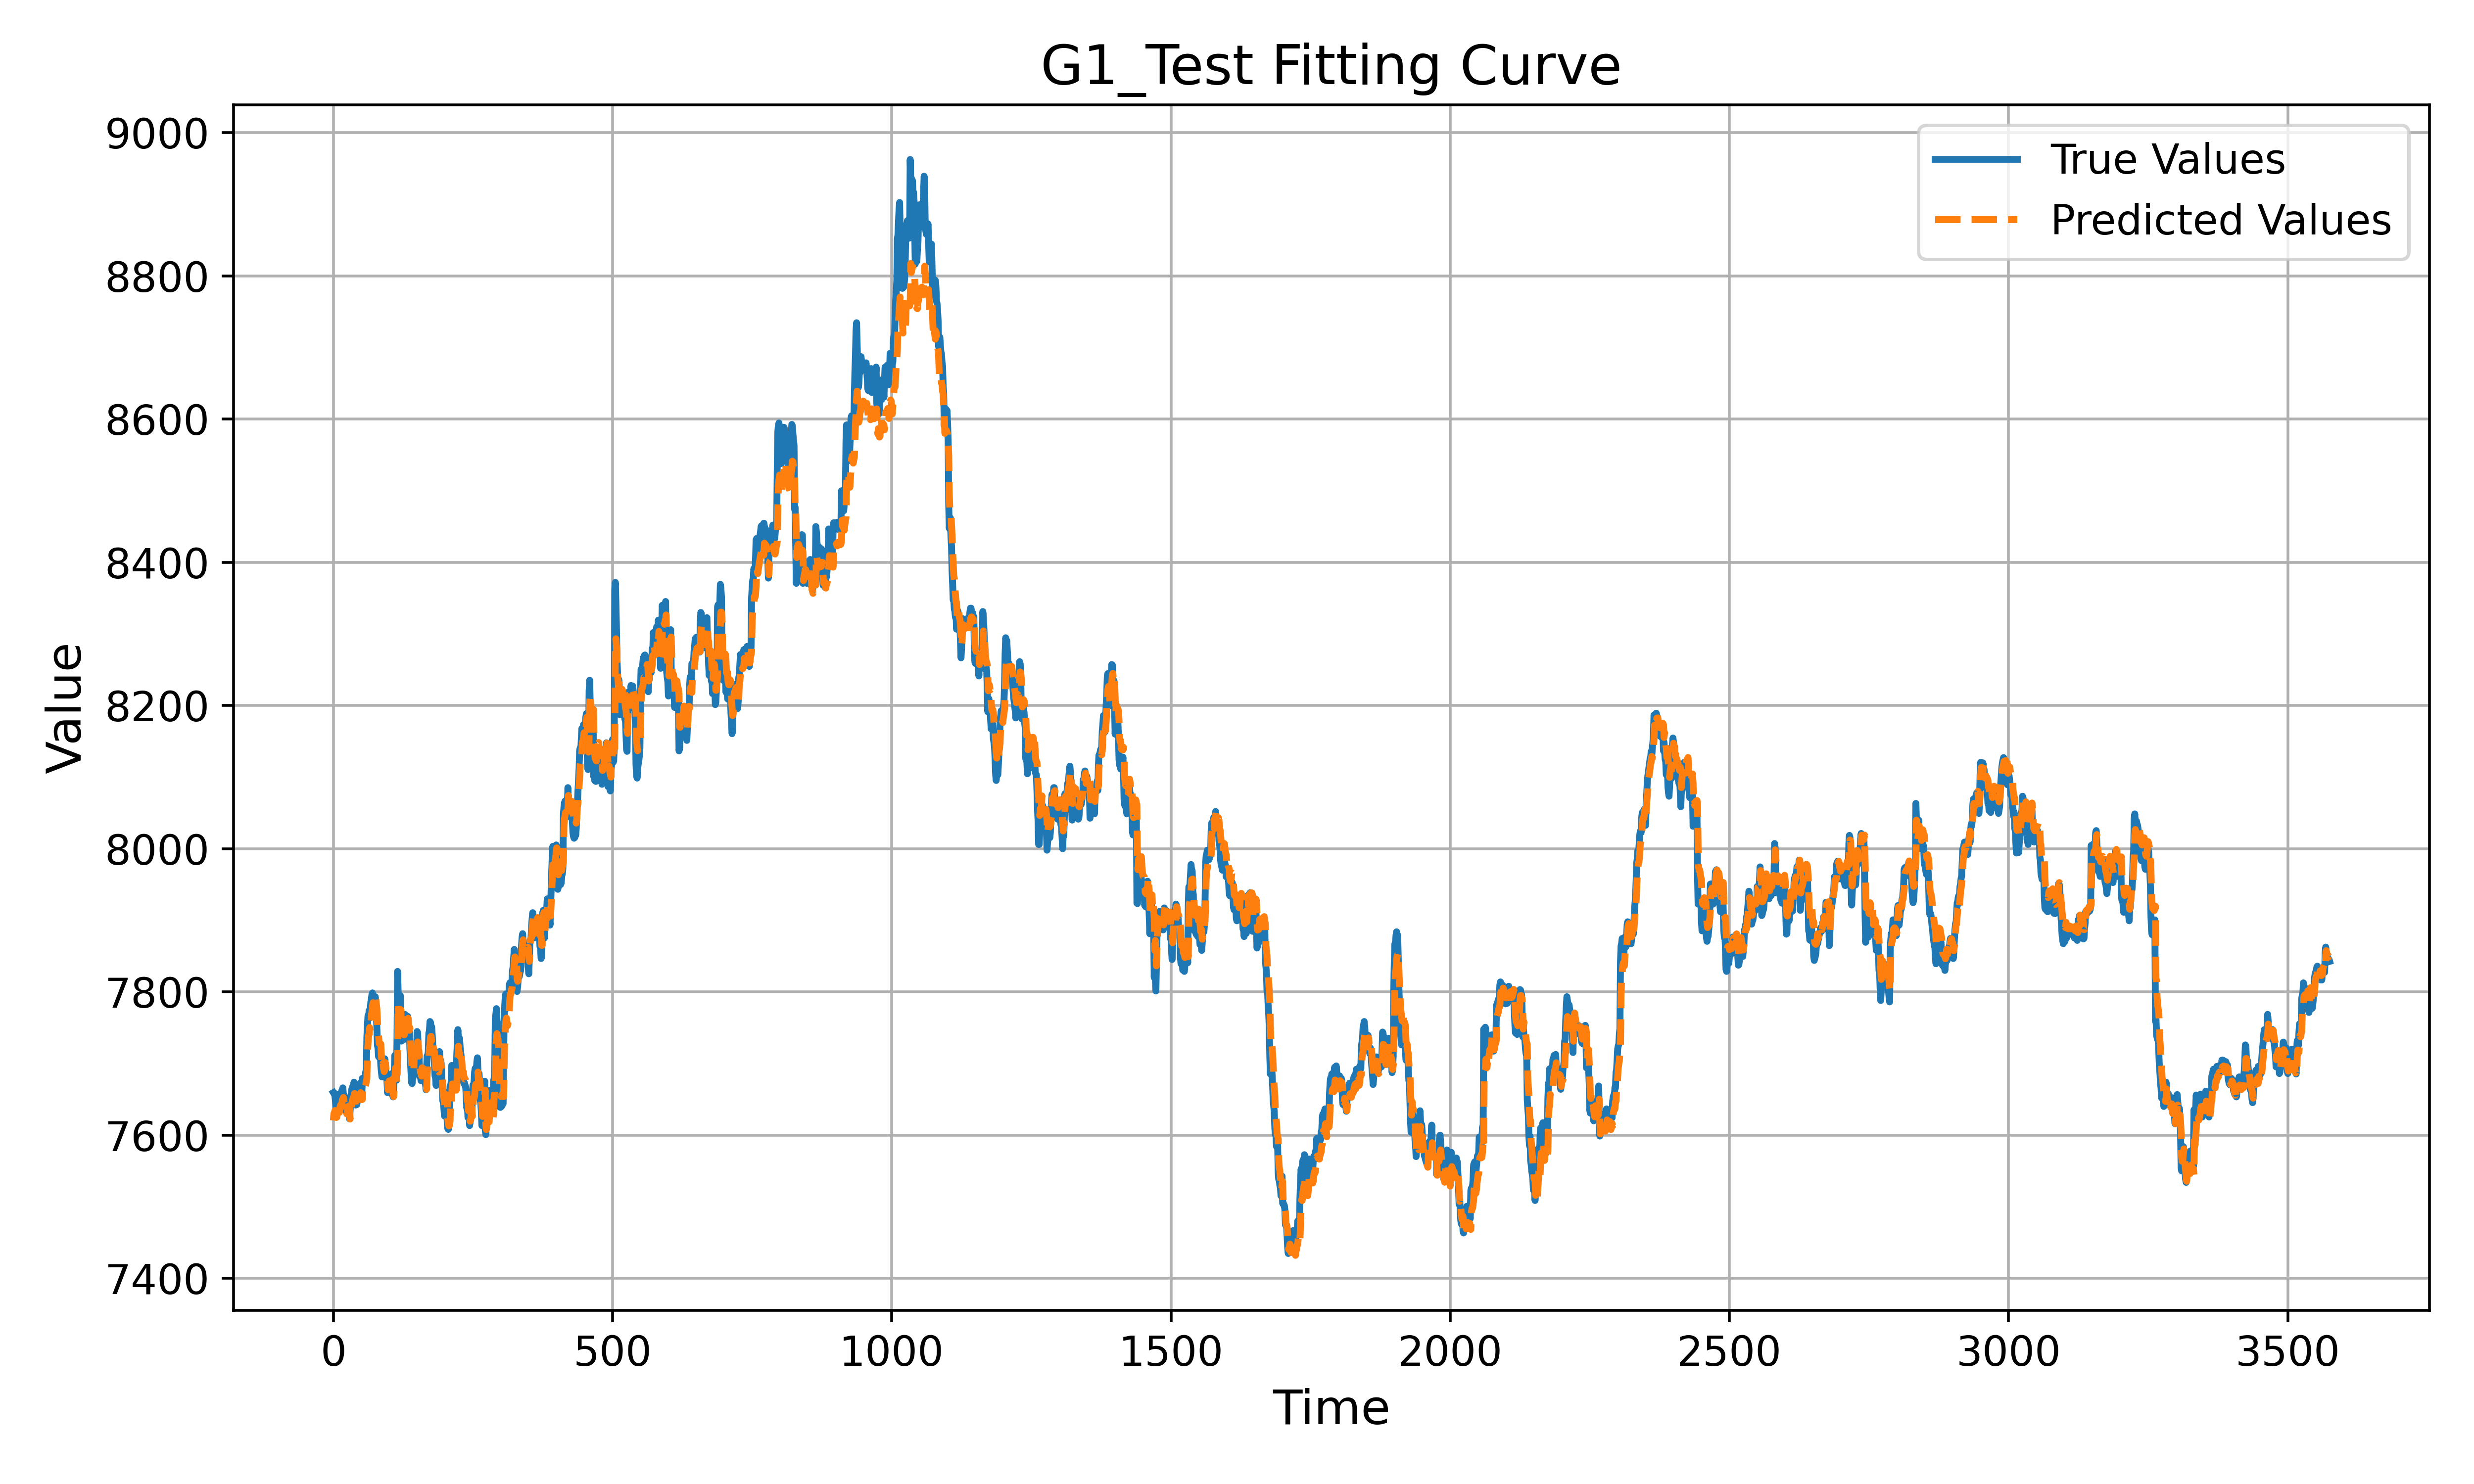 G1_Test Fitting Curve
True Values
Predicted Values
Value
9000
8800
8600
8400
8200
8000
7800
7600
7400
0 500 1000 1500 2000 2500 3000 3500
Time